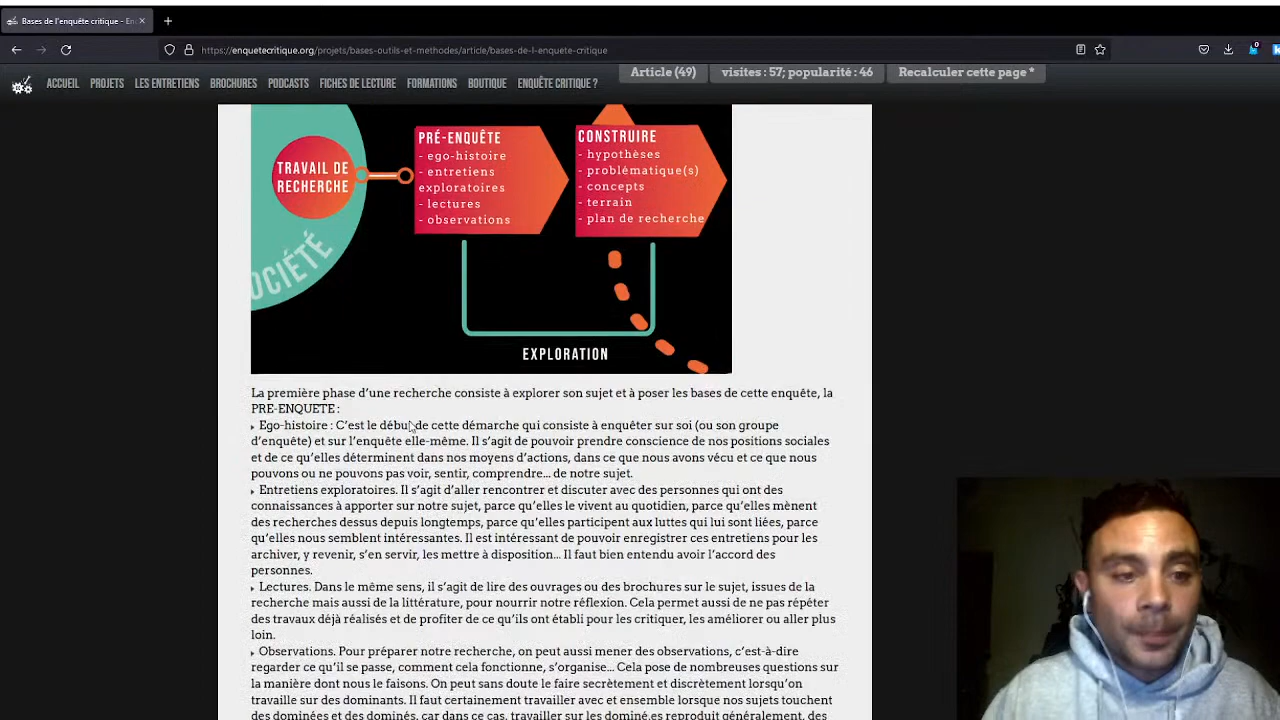 Bases de l'enquête critique - En
https://enquetecritique.org/projets/bases-outils-et-methodes/article/bases-de-l-enquete-critique
ACCUEIL PROJETS LES ENTRETIENS BROCHURES PODCASTS FICHES DE LECTURE FORMATIONS BOUTIQUE ENQUÊTE CRITIQUE ?
Article (49) visites : 57; popularité : 46 Recalculer cette page *
TRAVAIL DE
RECHERCHE
OCIÉTÉ
PRÉ-ENQUÊTE
- ego-histoire
- entretiens
exploratoires
- lectures
- observations
CONSTRUIRE
- hypothèses
- problématique(s)
- concepts
- terrain
- plan de recherche
EXPLORATION
La première phase d'une recherche consiste à explorer son sujet et à poser les bases de cette enquête, la
PRE-ENQUETE :
Ego-histoire : C'est le début de cette démarche qui consiste à enquêter sur soi (ou son groupe
d'enquête) et sur l'enquête elle-même. Il s'agit de pouvoir prendre conscience de nos positions sociales
et de ce qu'elles déterminent dans nos moyens d'actions, dans ce que nous avons vécu et ce que nous
pouvons ou ne pouvons pas voir, sentir, comprendre... de notre sujet.
Entretiens exploratoires. Il s'agit d'aller rencontrer et discuter avec des personnes qui ont des
connaissances à apporter sur notre sujet, parce qu'elles le vivent au quotidien, parce qu'elles mènent
des recherches dessus depuis longtemps, parce qu'elles participent aux luttes qui lui sont liées, parce
qu'elles nous semblent intéressantes. Il est intéressant de pouvoir enregistrer ces entretiens pour les
archiver, y revenir, s'en servir, les mettre à disposition... Il faut bien entendu avoir l'accord des
personnes.
Lectures. Dans le même sens, il s'agit de lire des ouvrages ou des brochures sur le sujet, issues de la
recherche mais aussi de la littérature, pour nourrir notre réflexion. Cela permet aussi de ne pas répéter
des travaux déjà réalisés et de profiter de ce qu'ils ont établi pour les critiquer, les améliorer ou aller plus
loin.
Observations. Pour préparer notre recherche, on peut aussi mener des observations, c'est-à-dire
regarder ce qu'il se passe, comment cela fonctionne, s'organise... Cela pose de nombreuses questions sur
la manière dont nous le faisons. On peut sans doute le faire secrètement et discrètement lorsqu'on
travaille sur des dominants. Il faut certainement travailler avec et ensemble lorsque nos sujets touchent
des dominées et des dominés, car dans ce cas, travailler sur les dominé.es reproduit généralement, des